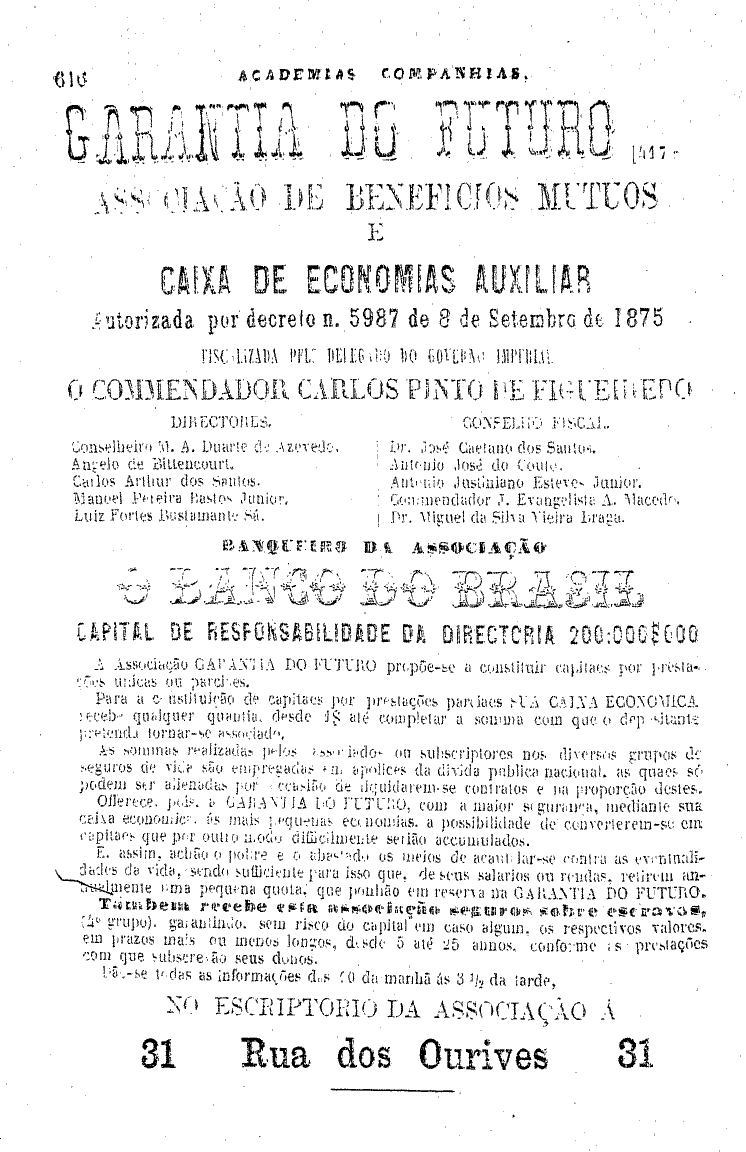 616 ACADEMIAS COMPANHIAS.
GARANTIA DO FUTURO
ASSOCIAÇÃO DE BENEFICIOS MUTUOS
E
CAIXA DE ECONOMIAS AUXILIAR
Autorizada por decreto n. 5987 de 8 de Setembro de 1875
FISCALIZADA PELO DELEGADO DO GOVERNO IMPERIAL
O COMMENDADOR CARLOS PINTO DE FIGUEIREDO
DIRECTORES.
Conselheiro M. A. Duarte de Azevedo.
Angelo de Bittencourt.
Carlos Arthur dos Santos.
Manoel Pereira Bastos Junior.
Luiz Fortes Bustamante Sá.
CONSELHO FISCAL.
Dr. José Caetano dos Santos.
Antonio José do Couto.
Antonio Justiniano Esteves Junior.
Commendador J. Evangelista A. Macedo.
Dr. Miguel da Silva Vieira Braga.
BANQUEIRO DA ASSOCIAÇÃO
O BANCO DO BRASIL
CAPITAL DE RESPONSABILIDADE DA DIRECTORIA 200:000$000
A Associação GARANTIA DO FUTURO propõe-se a constituir capitaes por presta-
ções unicas ou parciaes.
Para a constituição de capitaes por prestações parciaes SUA CAIXA ECONOMICA
recebe qualquer quantia, desde 1$ até completar a somma com que o depositante
pretenda tornar-se associado.
As sommas realizadas pelos associados ou subscriptores nos diversos grupos de
seguros de vida são empregadas em apolices da divida publica nacional, as quaes só
podem ser alienadas por occasião de liquidarem-se contratos e na proporção destes.
Offerece, pois, a GARANTIA DO FUTURO, com a maior segurança, mediante sua
caixa economica, ás mais pequenas economias, a possibilidade de converterem-se em
capitaes que por outro modo difficilmente serião accumulados.
E, assim, achão o pobre e o abastado os meios de acautelar-se contra as eventuali-
dades da vida, sendo sufficiente para isso que, de seus salarios ou rendas, retirem an-
nualmente uma pequena quota, que ponhão em reserva na GARANTIA DO FUTURO.
Tambem recebe esta associação seguros sobre escravos,
(4º grupo), garantindo, sem risco do capital em caso algum, os respectivos valores,
em prazos mais ou menos longos, desde 5 até 25 annos, conforme as prestações
com que subscreverão seus donos.
Dão-se todas as informações das 10 da manhã ás 3 1/2 da tarde,
NO ESCRIPTORIO DA ASSOCIAÇÃO Á
31 Rua dos Ourives 31